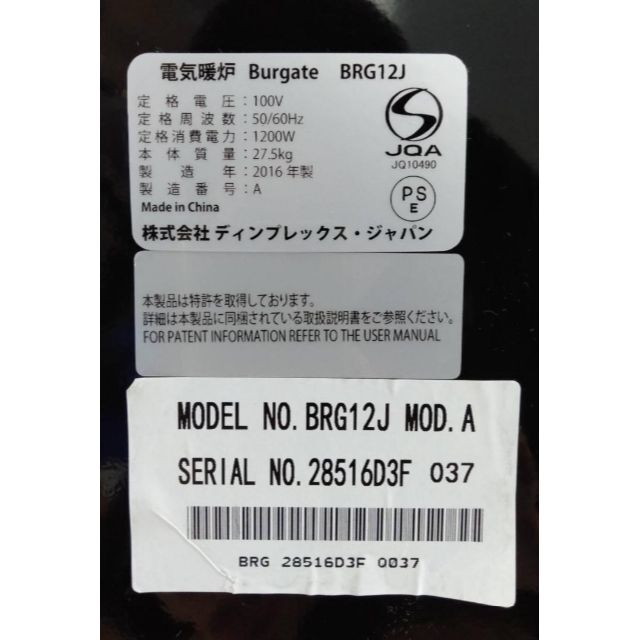 電気暖炉 Burgate BRG12J
定格電圧：100V
定格周波数：50/60Hz
定格消費電力：1200W
本体質量：27.5kg
製造年：2016年製
製造番号：A
Made in China
株式会社 ディンプレックス・ジャパン
S
JQA
JQ10490
PS
E
本製品は特許を取得しております。
詳細は本製品に同梱されている取扱説明書をご参照ください。
FOR PATENT INFORMATION REFER TO THE USER MANUAL
MODEL NO. BRG12J MOD. A
SERIAL NO. 28516D3F 037
BRG 28516D3F 0037